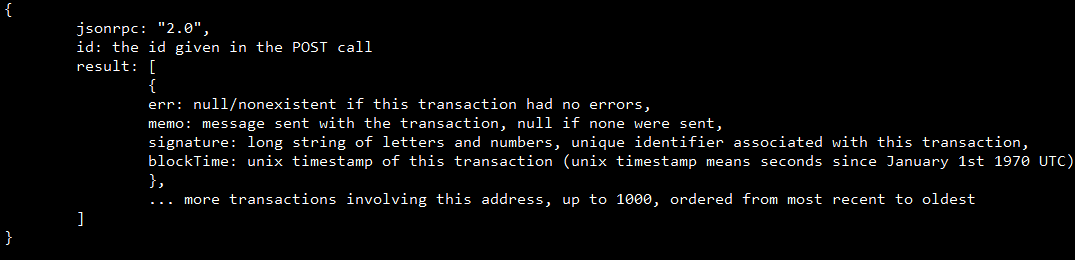 {
jsonrpc: "2.0",
id: the id given in the POST call
result: [
{
err: null/nonexistent if this transaction had no errors,
memo: message sent with the transaction, null if none were sent,
signature: long string of letters and numbers, unique identifier associated with this transaction,
blockTime: unix timestamp of this transaction (unix timestamp means seconds since January 1st 1970 UTC)
},
... more transactions involving this address, up to 1000, ordered from most recent to oldest
]
}